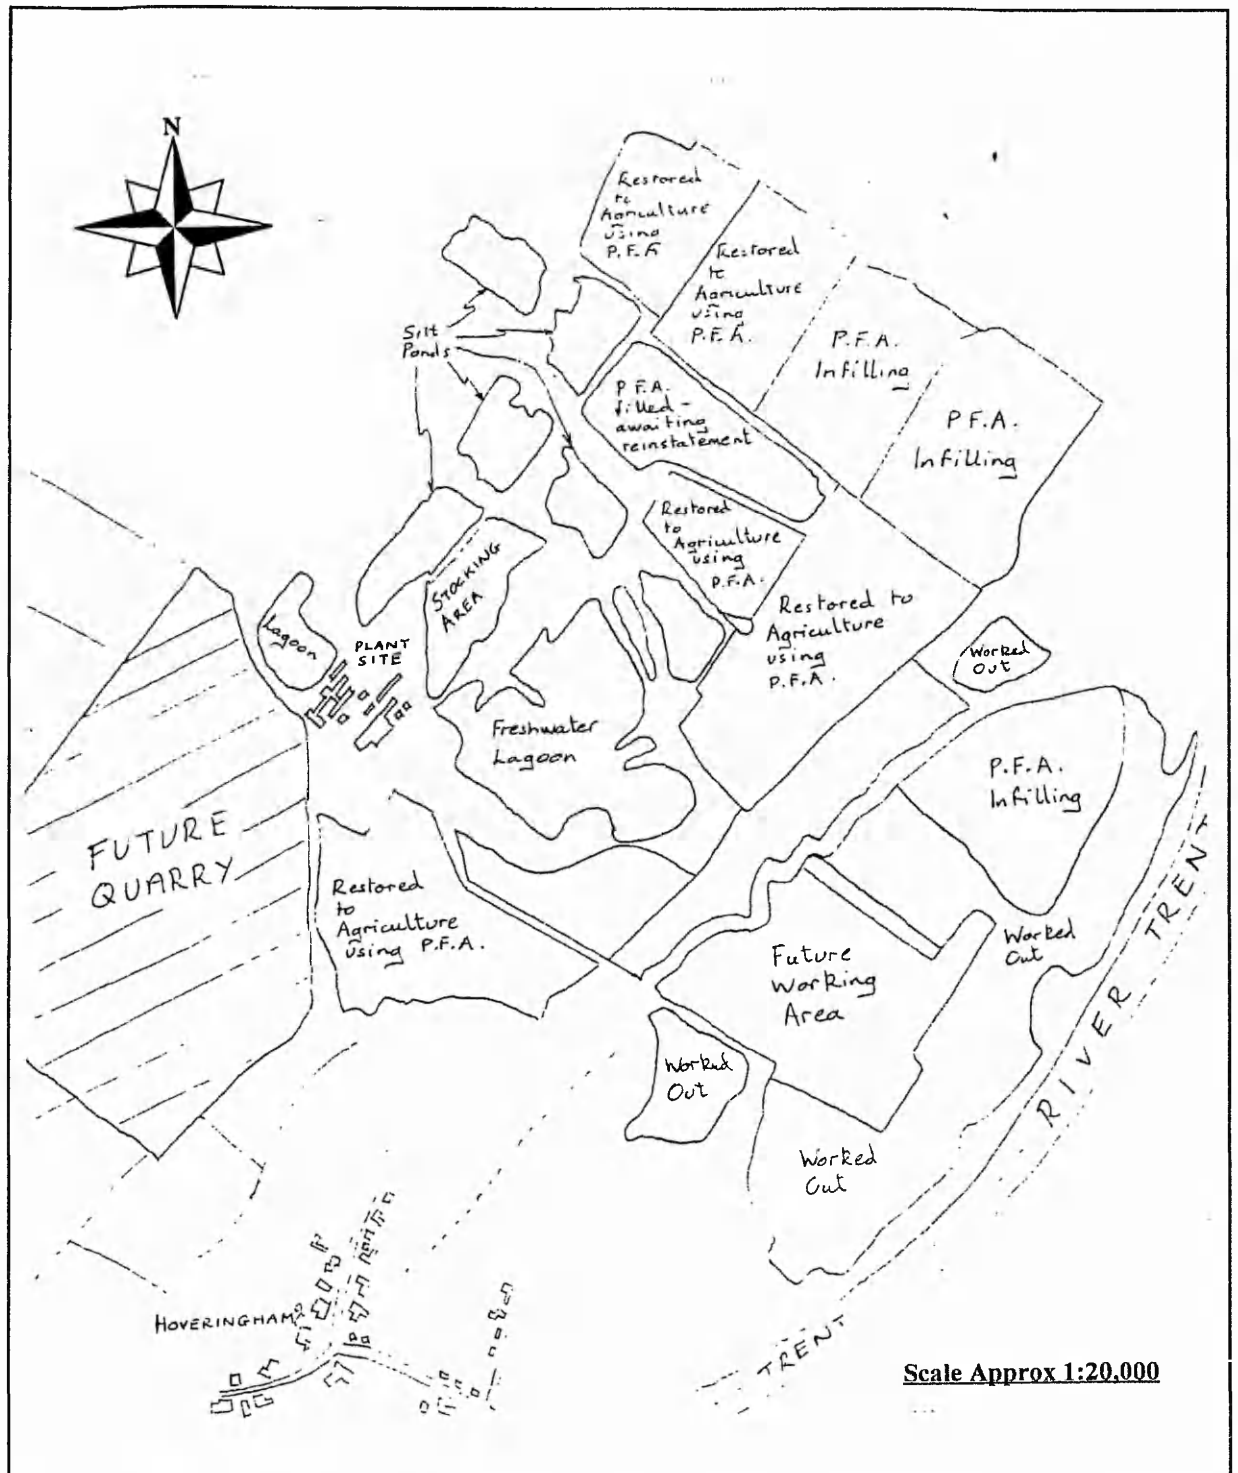 N
Restored
to
Agriculture
using
P.F.A
Restored
to
Agriculture
using
P.F.A.
P.F.A.
Infilling
P.F.A.
Infilling
Silt
Ponds
P.F.A.
filled -
awaiting
reinstatement
Restored
to
Agriculture
using
P.F.A.
STOCKING
AREA
Lagoon
PLANT
SITE
Restored to
Agriculture
using
P.F.A.
Worked
Out
Freshwater
Lagoon
P.F.A.
Infilling
FUTURE
QUARRY
Restored
to
Agriculture
using P.F.A.
Future
Working
Area
Worked
Out
RIVER TRENT
Worked
Out
Worked
Out
HOVERINGHAM
TRENT
Scale Approx 1:20,000